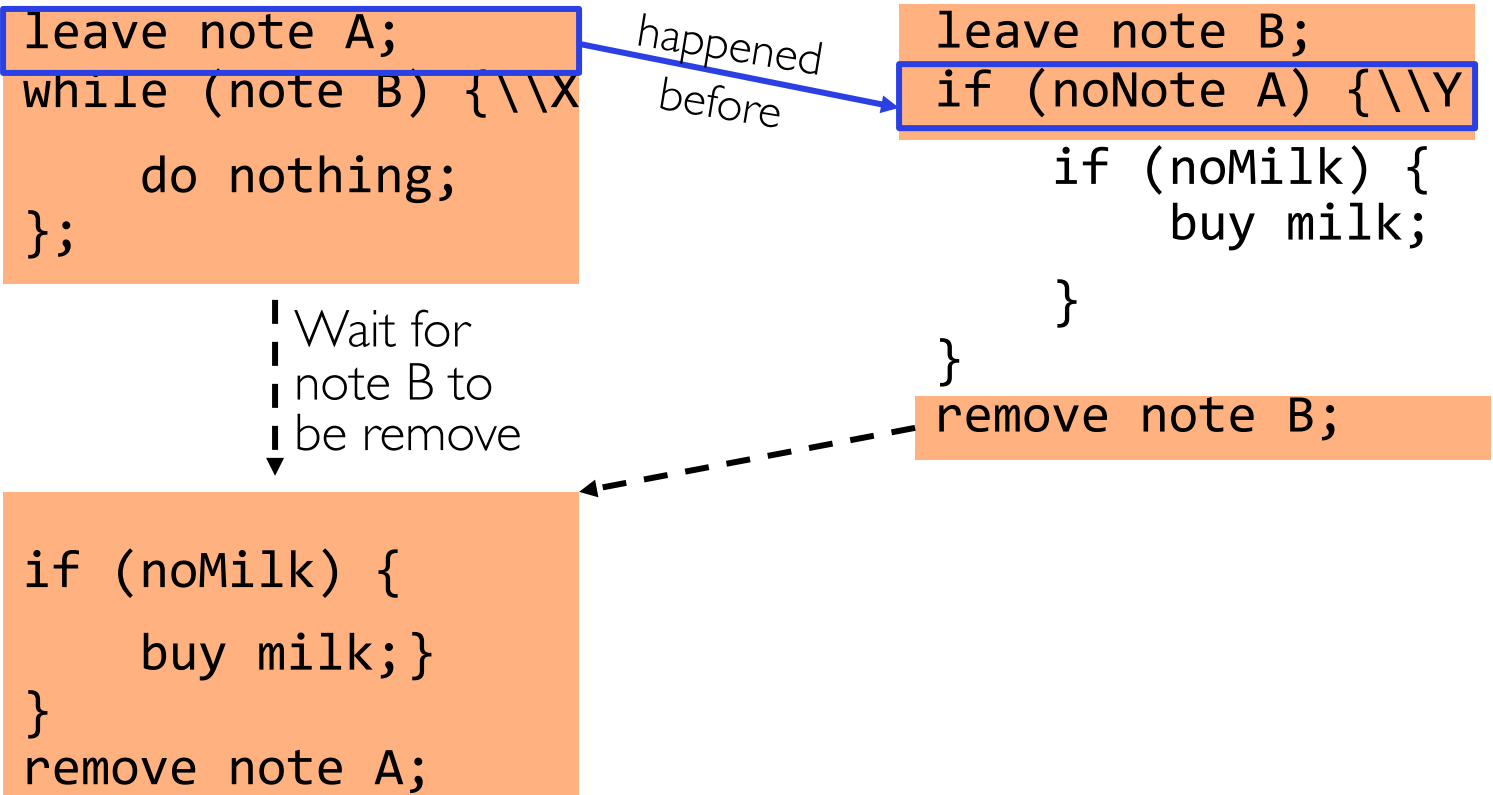 leave note A;
while (note B) {\\X
do nothing;
};
happened
before
leave note B;
if (noNote A) {\\Y
if (noMilk) {
buy milk;
}
}
remove note B;
Wait for
note B to
be remove
if (noMilk) {
buy milk;}
}
remove note A;